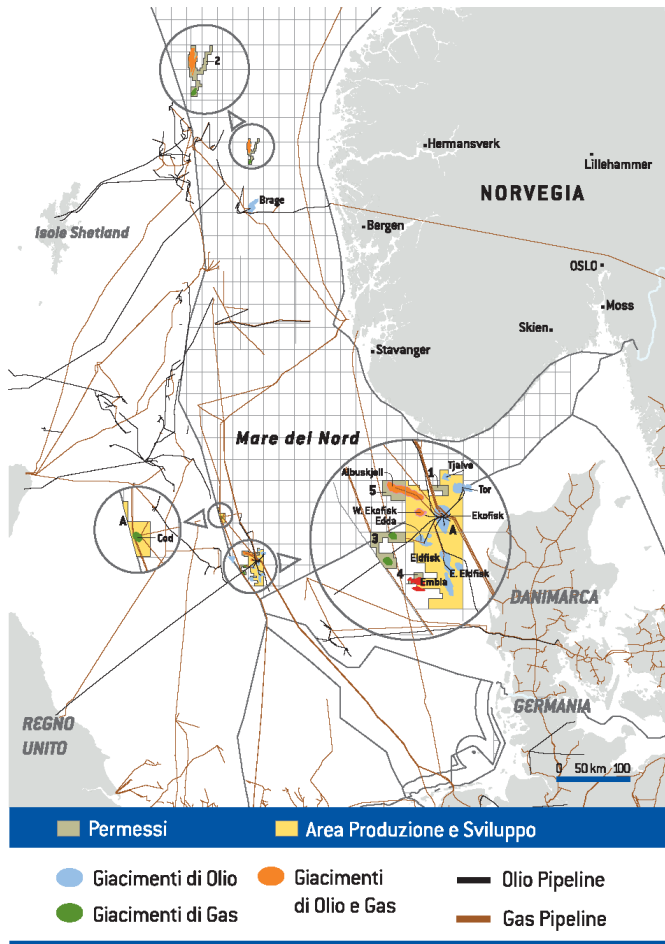 2
Hermansverk
Lillehammer
NORVEGIA
Brage
Bergen
Isole Shetland
OSLO
Moss
Skien
Stavanger
Mare del Nord
Albuskjell
1
Tjalve
5
Tor
W. Ekofisk
Ekofisk
Edda
A
A
Cod
3
Eldfisk
4
E. Eldfisk
Embla
DANIMARCA
GERMANIA
REGNO
UNITO
0 50 km 100
Permessi
Area Produzione e Sviluppo
Giacimenti di Olio
Giacimenti
di Olio e Gas
Olio Pipeline
Giacimenti di Gas
Gas Pipeline